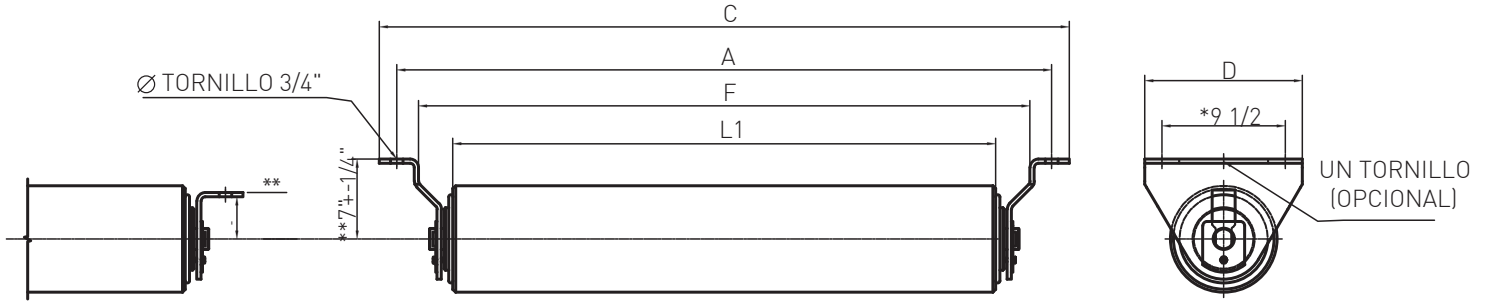 C
A
Ø TORNILLO 3/4"
F
D
*9 1/2
L1
**7"+-1/4"
**
UN TORNILLO
(OPCIONAL)